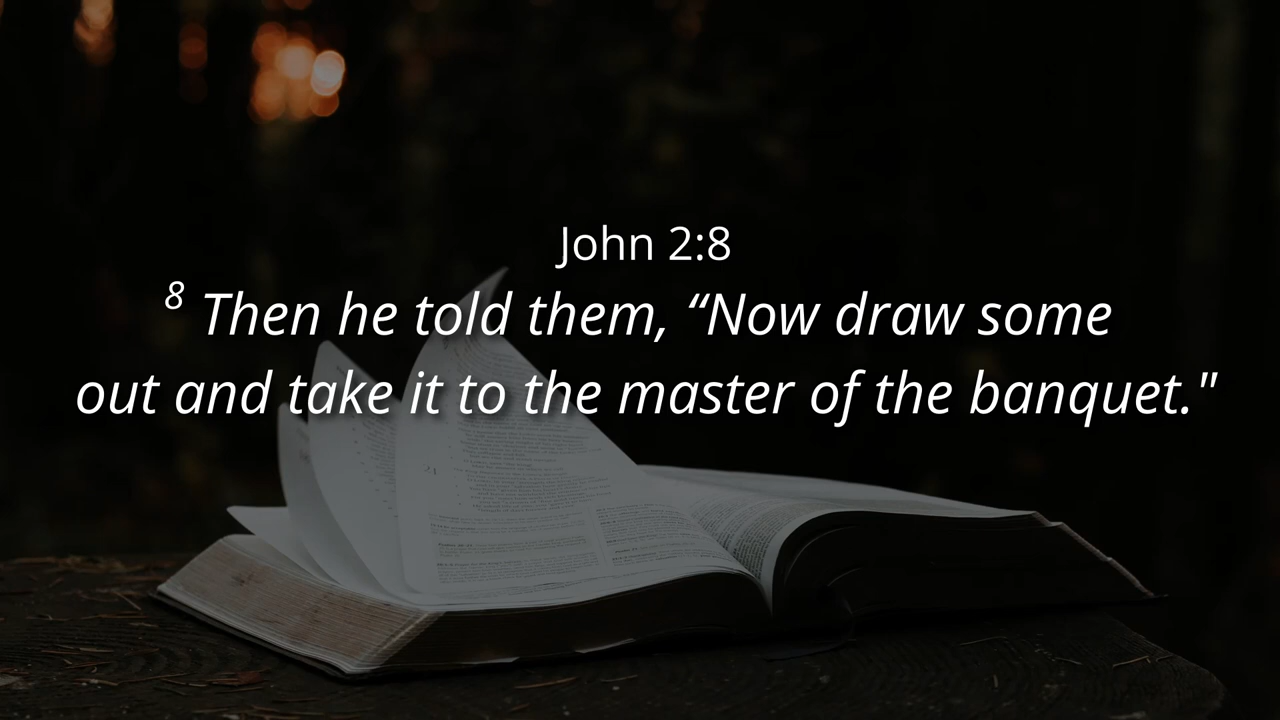 John 2:8
⁸ Then he told them, “Now draw some
out and take it to the master of the banquet."